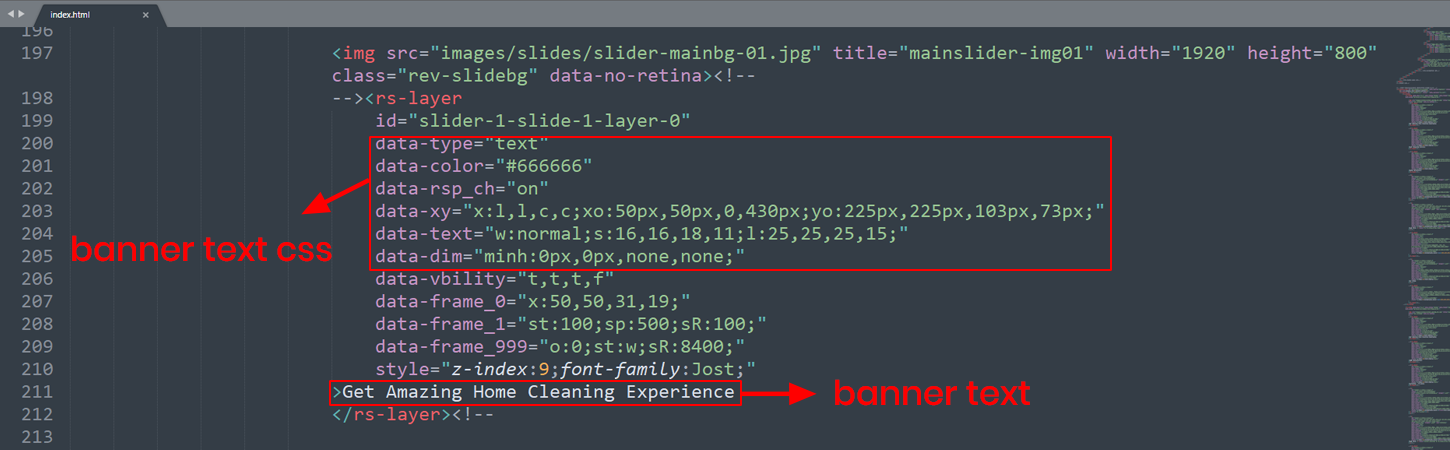 index.html ×
196
197 <img src="images/slides/slider-mainbg-01.jpg" title="mainslider-img01" width="1920" height="800"
class="rev-slidebg" data-no-retina><!--
198 --><rs-layer
199 id="slider-1-slide-1-layer-0"
200 data-type="text"
201 data-color="#666666"
202 data-rsp_ch="on"
203 data-xy="x:l,l,c,c;xo:50px,50px,0,430px;yo:225px,225px,103px,73px;"
204 data-text="w:normal;s:16,16,18,11;l:25,25,25,15;"
banner text css
205 data-dim="minh:0px,0px,none,none;"
206 data-vbility="t,t,t,f"
207 data-frame_0="x:50,50,31,19;"
208 data-frame_1="st:100;sp:500;sR:100;"
209 data-frame_999="o:0;st:w;sR:8400;"
210 style="z-index:9;font-family:Jost;"
211 >Get Amazing Home Cleaning Experience
banner text
212 </rs-layer><!--
213